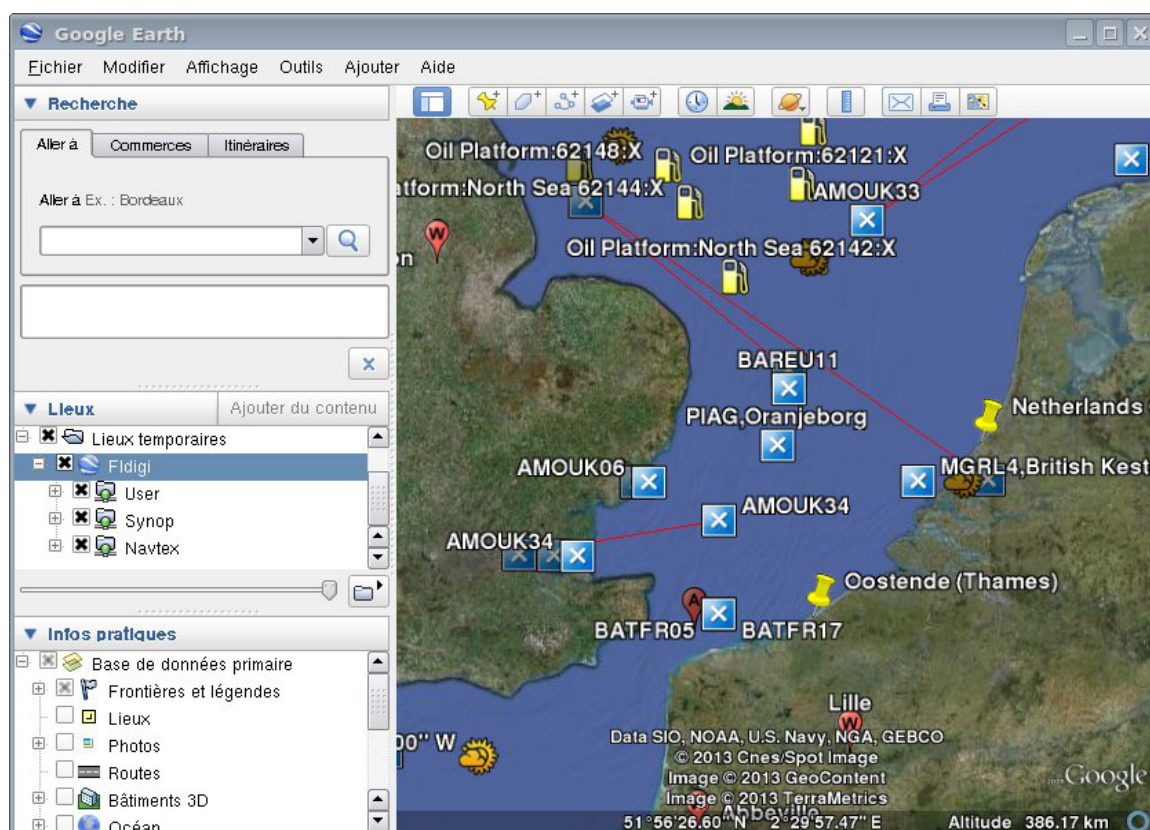 Google Earth
Fichier Modifier Affichage Outils Ajouter Aide
Recherche
Aller à Commerces Itinéraires
Aller à Ex. : Bordeaux
Lieux Ajouter du contenu
Lieux temporaires
Fldigi
User
Synop
Navtex
Infos pratiques
Base de données primaire
Frontières et légendes
Lieux
Photos
Routes
Bâtiments 3D
Océan
Oil Platform:62148:X
Oil Platform:62121:X
atform:North Sea 62144:X
AMOUK33
W
on
Oil Platform:North Sea 62142:X
BAREU11
Netherlands
PIAG,Oranjeborg
AMOUK06
MGRL4,British Kest
AMOUK34
AMOUK34
Oostende (Thames)
A
BATFR05
BATFR17
Lille
W
00" W
Data SIO, NOAA, U.S. Navy, NGA, GEBCO
© 2013 Cnes/Spot Image
Image © 2013 GeoContent
Image © 2013 TerraMetrics
Google
Abbeville
51°56'26.60" N 2°29'57.47" E Altitude 386.17 km